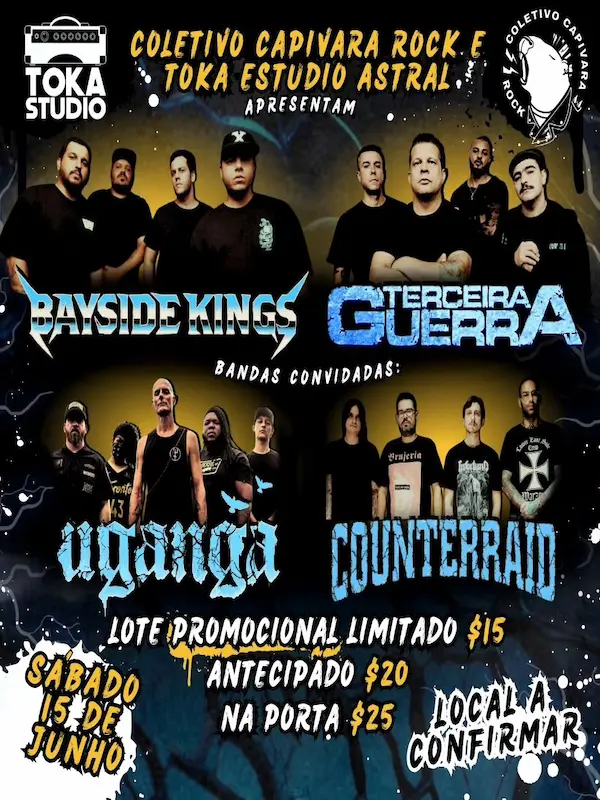 TOKA
STUDIO
COLETIVO CAPIVARA ROCK E
TOKA ESTUDIO ASTRAL
APRESENTAM
COLETIVO CAPIVARA
ROCK
BAYSIDE KINGS
TERCEIRA
GUERRA
BANDAS CONVIDADAS:
Brujeria
43
uganga
COUNTERRAID
LOTE PROMOCIONAL LIMITADO $15
ANTECIPADO $20
NA PORTA $25
SÁBADO
15 DE
JUNHO
LOCAL A
CONFIRMAR